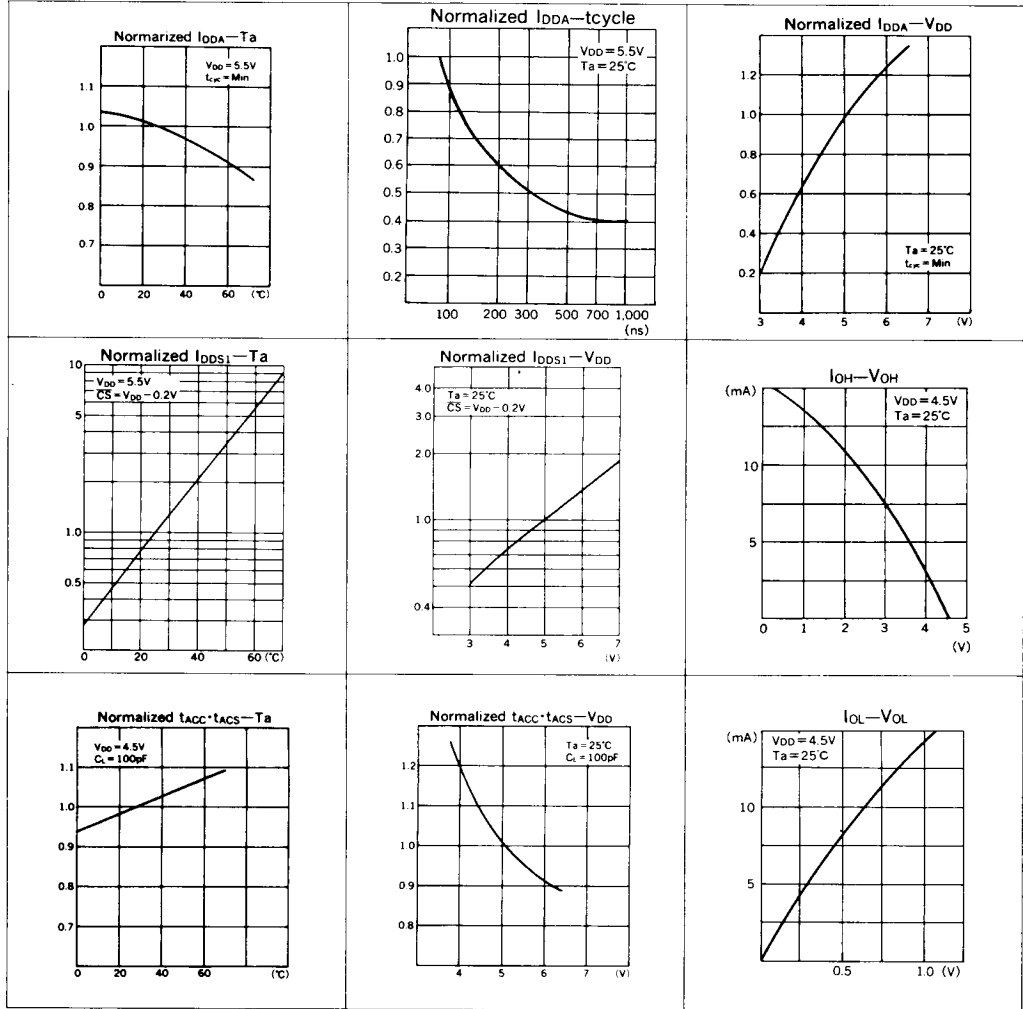 Normarized IDDA—Ta
VDD = 5.5V
tcyc = Min
1.1
1.0
0.9
0.8
0.7
0 20 40 60 (℃)
Normalized IDDA—tcycle
VDD = 5.5V
Ta = 25℃
1.0
0.9
0.8
0.7
0.6
0.5
0.4
0.3
0.2
100 200 300 500 700 1,000
(ns)
Normalized IDDA—VDD
1.2
1.0
0.8
0.6
0.4
0.2
Ta = 25℃
tcyc = Min
3 4 5 6 7 (V)
Normalized IDDS1—Ta
VDD = 5.5V
CS = VDD − 0.2V
10
5
1.0
0.5
0 20 40 60 (℃)
Normalized IDDS1—VDD
Ta = 25℃
CS = VDD − 0.2V
4.0
3.0
2.0
1.0
0.4
3 4 5 6 7
(V)
IOH—VOH
(mA)
VDD = 4.5V
Ta = 25℃
10
5
0 1 2 3 4 5
(V)
Normalized tACC・tACS—Ta
VDD = 4.5V
CL = 100pF
1.1
1.0
0.9
0.8
0.7
0 20 40 60 (℃)
Normalized tACC・tACS—VDD
Ta = 25℃
CL = 100pF
1.2
1.1
1.0
0.9
0.8
4 5 6 7 (V)
IOL—VOL
(mA)
VDD = 4.5V
Ta = 25℃
10
5
0.5 1.0 (V)